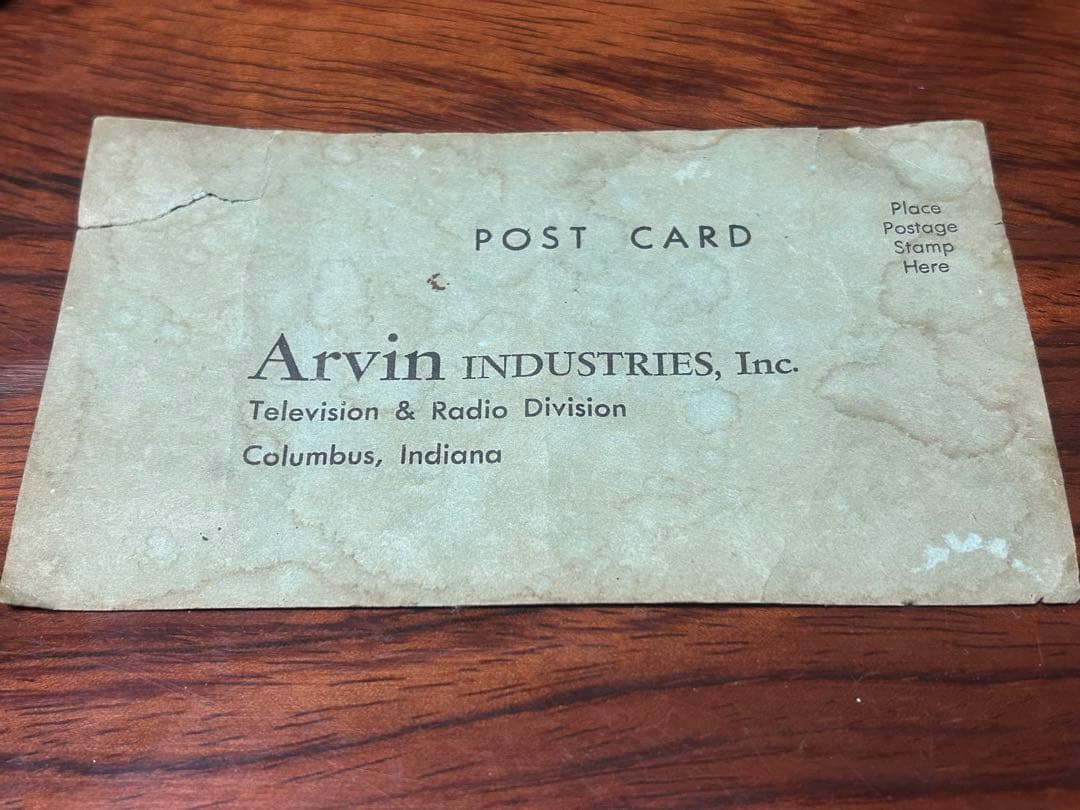 POST CARD
Place
Postage
Stamp
Here
Arvin INDUSTRIES, Inc.
Television & Radio Division
Columbus, Indiana